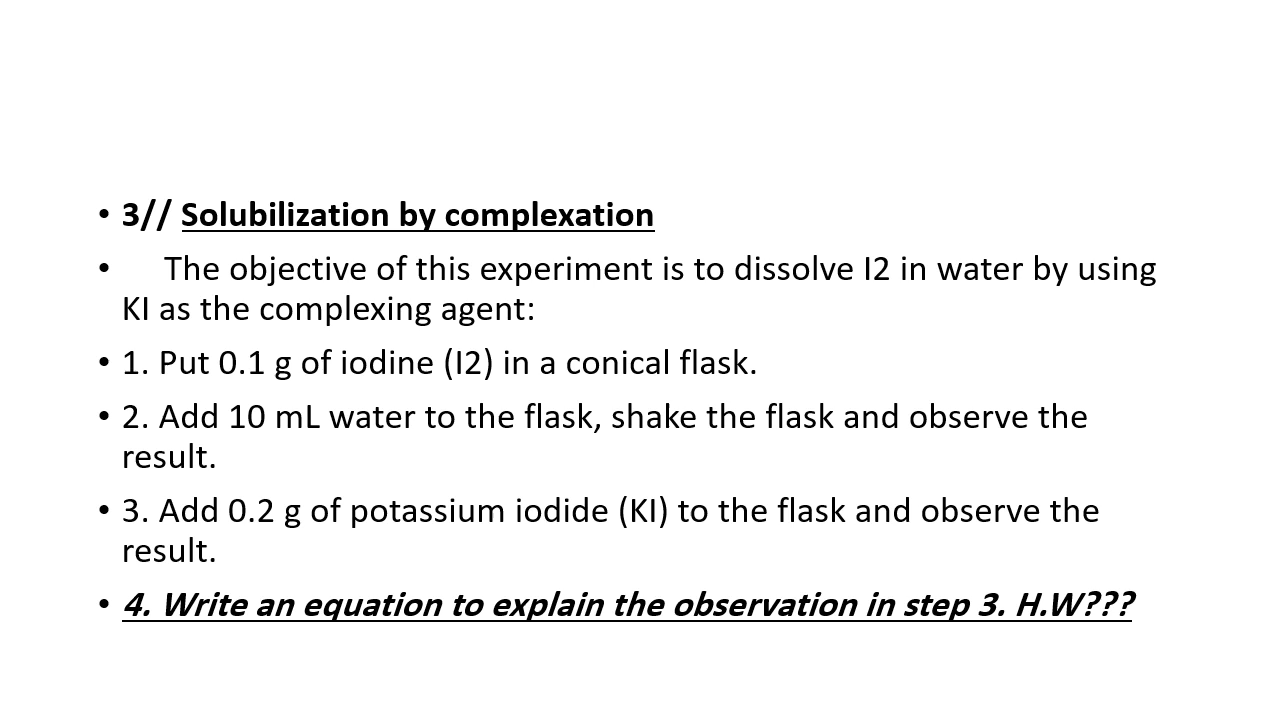 • 3// Solubilization by complexation
• The objective of this experiment is to dissolve I2 in water by using
KI as the complexing agent:
• 1. Put 0.1 g of iodine (I2) in a conical flask.
• 2. Add 10 mL water to the flask, shake the flask and observe the
result.
• 3. Add 0.2 g of potassium iodide (KI) to the flask and observe the
result.
• 4. Write an equation to explain the observation in step 3. H.W???